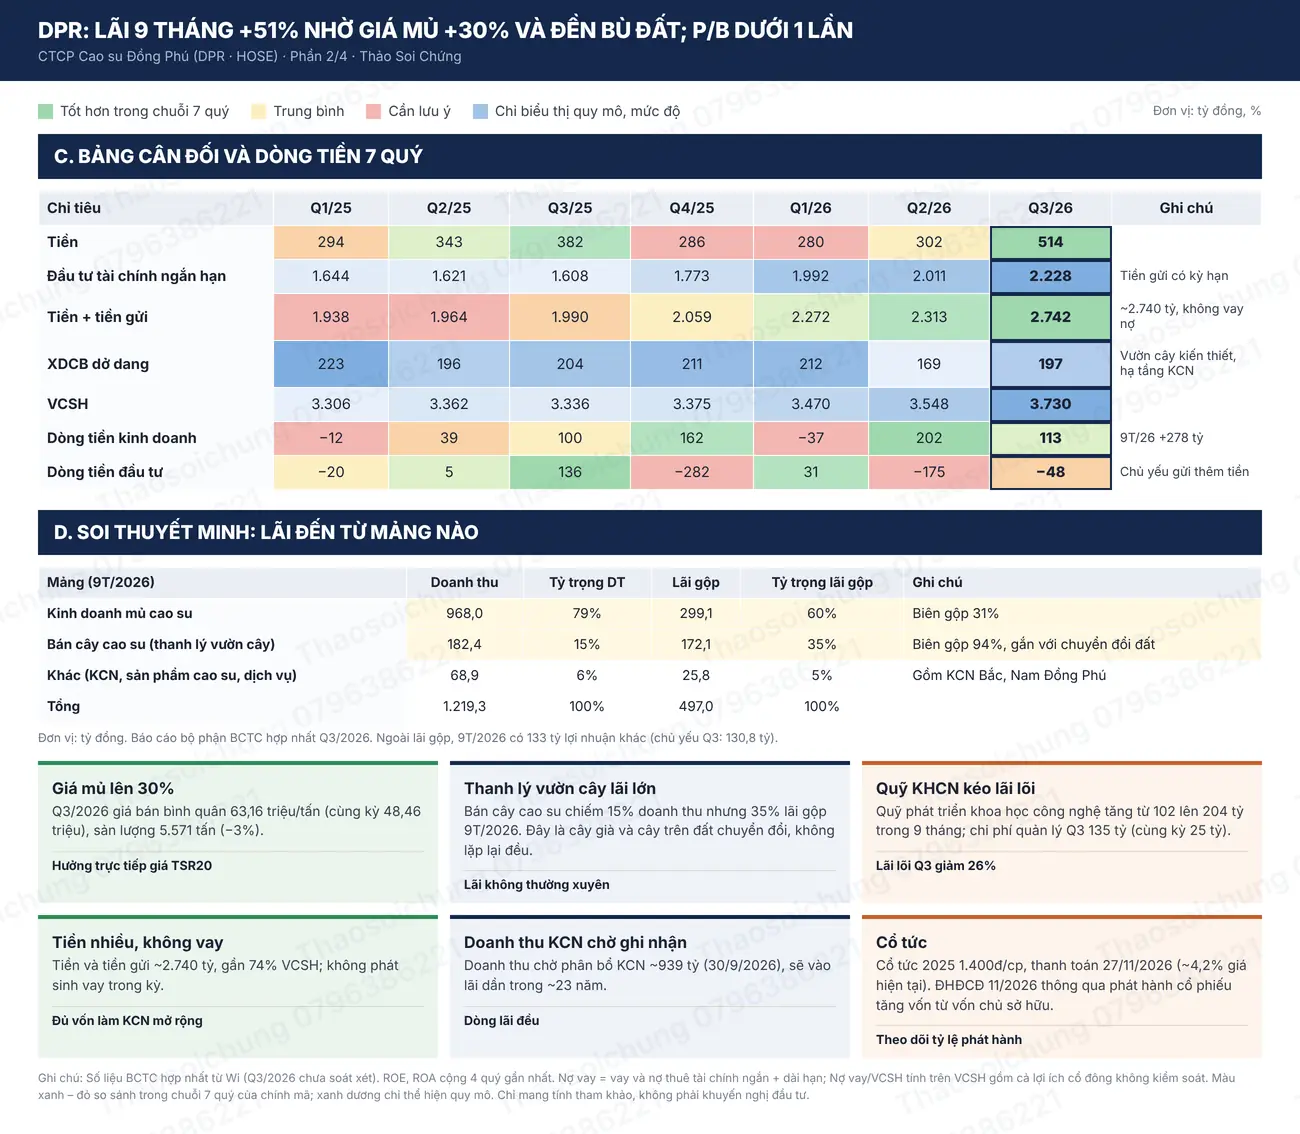 DPR: LÃI 9 THÁNG +51% NHỜ GIÁ MỦ +30% VÀ ĐỀN BÙ ĐẤT; P/B DƯỚI 1 LẦN
CTCP Cao su Đồng Phú (DPR · HOSE) · Phần 2/4 · Thảo Soi Chứng
Tốt hơn trong chuỗi 7 quý Trung bình Cần lưu ý Chỉ biểu thị quy mô, mức độ Đơn vị: tỷ đồng, %
C. BẢNG CÂN ĐỐI VÀ DÒNG TIỀN 7 QUÝ
Chỉ tiêu Q1/25 Q2/25 Q3/25 Q4/25 Q1/26 Q2/26 Q3/26 Ghi chú
Tiền 294 343 382 286 280 302 514
Đầu tư tài chính ngắn hạn 1.644 1.621 1.608 1.773 1.992 2.011 2.228 Tiền gửi có kỳ hạn
Tiền + tiền gửi 1.938 1.964 1.990 2.059 2.272 2.313 2.742 ~2.740 tỷ, không vay
nợ
XDCB dở dang 223 196 204 211 212 169 197 Vườn cây kiến thiết,
hạ tầng KCN
VCSH 3.306 3.362 3.336 3.375 3.470 3.548 3.730
Dòng tiền kinh doanh −12 39 100 162 −37 202 113 9T/26 +278 tỷ
Dòng tiền đầu tư −20 5 136 −282 31 −175 −48 Chủ yếu gửi thêm tiền
D. SOI THUYẾT MINH: LÃI ĐẾN TỪ MẢNG NÀO
Mảng (9T/2026) Doanh thu Tỷ trọng DT Lãi gộp Tỷ trọng lãi gộp Ghi chú
Kinh doanh mủ cao su 968,0 79% 299,1 60% Biên gộp 31%
Bán cây cao su (thanh lý vườn cây) 182,4 15% 172,1 35% Biên gộp 94%, gắn với chuyển đổi đất
Khác (KCN, sản phẩm cao su, dịch vụ) 68,9 6% 25,8 5% Gồm KCN Bắc, Nam Đồng Phú
Tổng 1.219,3 100% 497,0 100%
Đơn vị: tỷ đồng. Báo cáo bộ phận BCTC hợp nhất Q3/2026. Ngoài lãi gộp, 9T/2026 có 133 tỷ lợi nhuận khác (chủ yếu Q3: 130,8 tỷ).
Giá mủ lên 30%
Q3/2026 giá bán bình quân 63,16 triệu/tấn (cùng kỳ 48,46
triệu), sản lượng 5.571 tấn (−3%).
Hưởng trực tiếp giá TSR20
Thanh lý vườn cây lãi lớn
Bán cây cao su chiếm 15% doanh thu nhưng 35% lãi gộp
9T/2026. Đây là cây già và cây trên đất chuyển đổi, không
lặp lại đều.
Lãi không thường xuyên
Quỹ KHCN kéo lãi lõi
Quỹ phát triển khoa học công nghệ tăng từ 102 lên 204 tỷ
trong 9 tháng; chi phí quản lý Q3 135 tỷ (cùng kỳ 25 tỷ).
Lãi lõi Q3 giảm 26%
Tiền nhiều, không vay
Tiền và tiền gửi ~2.740 tỷ, gần 74% VCSH; không phát
sinh vay trong kỳ.
Đủ vốn làm KCN mở rộng
Doanh thu KCN chờ ghi nhận
Doanh thu chờ phân bổ KCN ~939 tỷ (30/9/2026), sẽ vào
lãi dần trong ~23 năm.
Dòng lãi đều
Cổ tức
Cổ tức 2025 1.400đ/cp, thanh toán 27/11/2026 (~4,2% giá
hiện tại). ĐHĐCĐ 11/2026 thông qua phát hành cổ phiếu
tăng vốn từ vốn chủ sở hữu.
Theo dõi tỷ lệ phát hành
Ghi chú: Số liệu BCTC hợp nhất từ Wi (Q3/2026 chưa soát xét). ROE, ROA cộng 4 quý gần nhất. Nợ vay = vay và nợ thuê tài chính ngắn + dài hạn; Nợ vay/VCSH tính trên VCSH gồm cả lợi ích cổ đông không kiểm soát. Màu
xanh – đỏ so sánh trong chuỗi 7 quý của chính mã; xanh dương chỉ thể hiện quy mô. Chỉ mang tính tham khảo, không phải khuyến nghị đầu tư.
Thaosoichung 0796386221